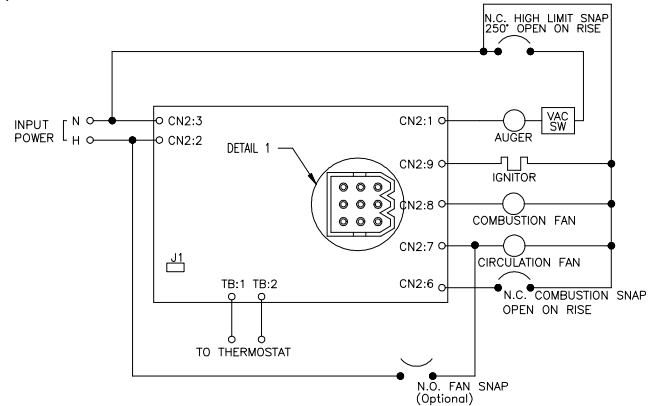 N.C. HIGH LIMIT SNAP
250° OPEN ON RISE
INPUT
POWER
N
H
CN2:3
CN2:2
DETAIL 1
CN2:1
AUGER
VAC
SW
CN2:9
IGNITOR
CN2:8
COMBUSTION FAN
CN2:7
CIRCULATION FAN
CN2:6
N.C. COMBUSTION SNAP
OPEN ON RISE
J1
TB:1 TB:2
TO THERMOSTAT
N.O. FAN SNAP
(Optional)